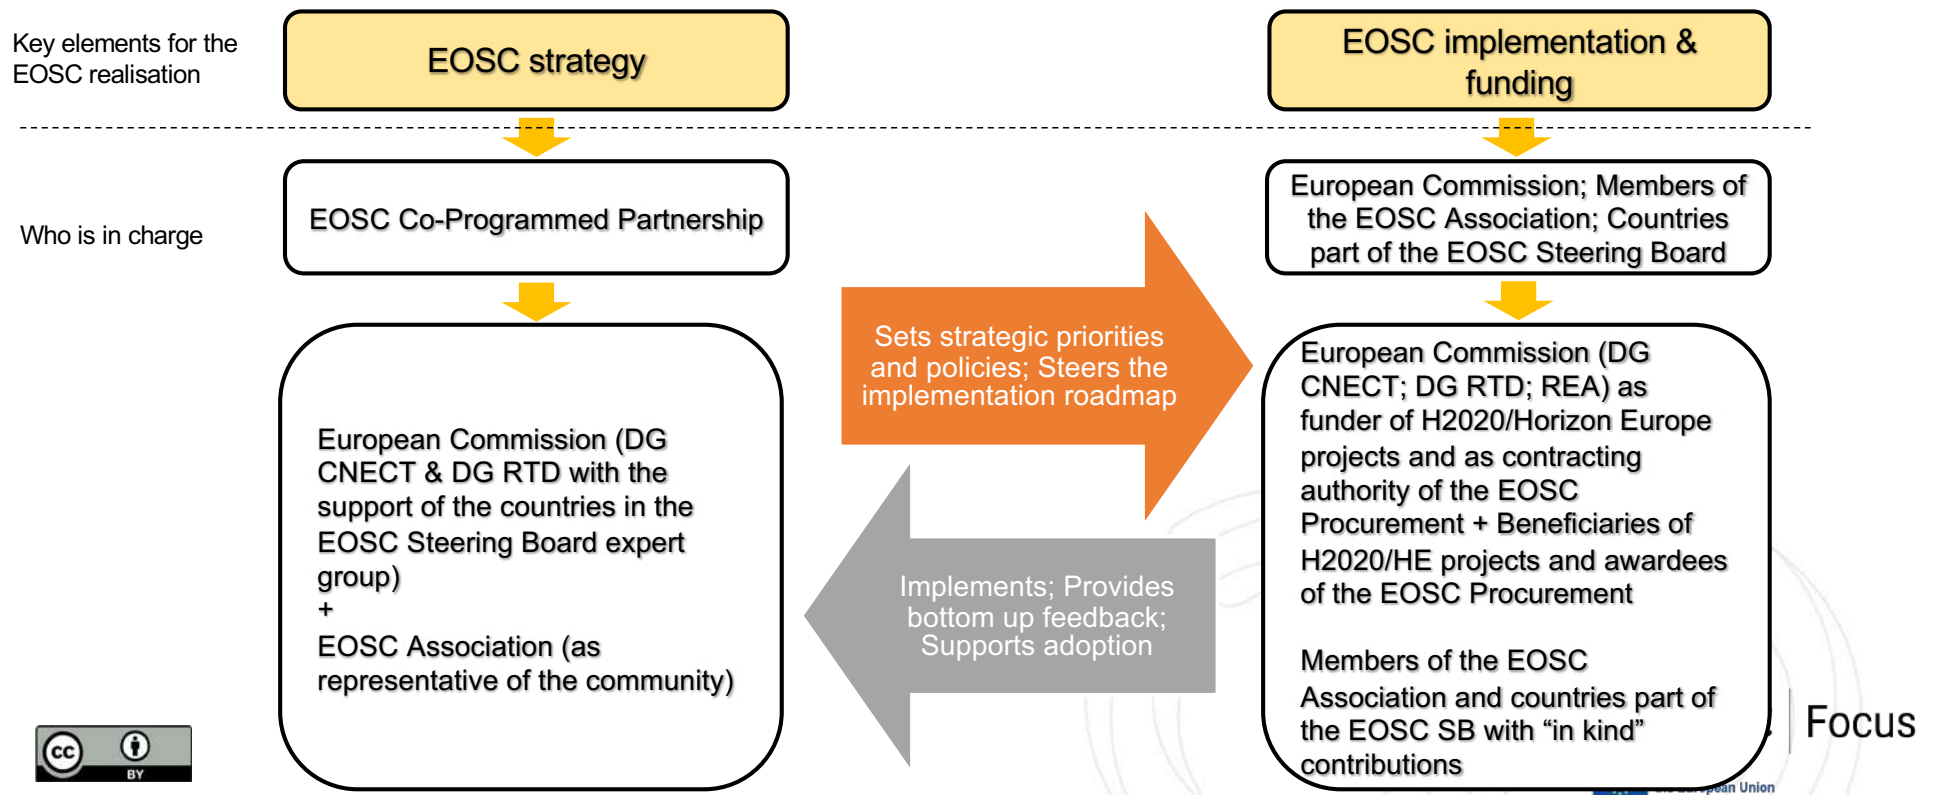 Key elements for the
EOSC realisation
EOSC strategy
EOSC implementation &
funding
Who is in charge
EOSC Co-Programmed Partnership
European Commission; Members of
the EOSC Association; Countries
part of the EOSC Steering Board
European Commission (DG
CNECT & DG RTD with the
support of the countries in the
EOSC Steering Board expert
group)
+
EOSC Association (as
representative of the community)
Sets strategic priorities
and policies; Steers the
implementation roadmap
Implements; Provides
bottom up feedback;
Supports adoption
European Commission (DG
CNECT; DG RTD; REA) as
funder of H2020/Horizon Europe
projects and as contracting
authority of the EOSC
Procurement + Beneficiaries of
H2020/HE projects and awardees
of the EOSC Procurement
Members of the EOSC
Association and countries part of
the EOSC SB with “in kind”
contributions
Focus
European Union
cc
BY